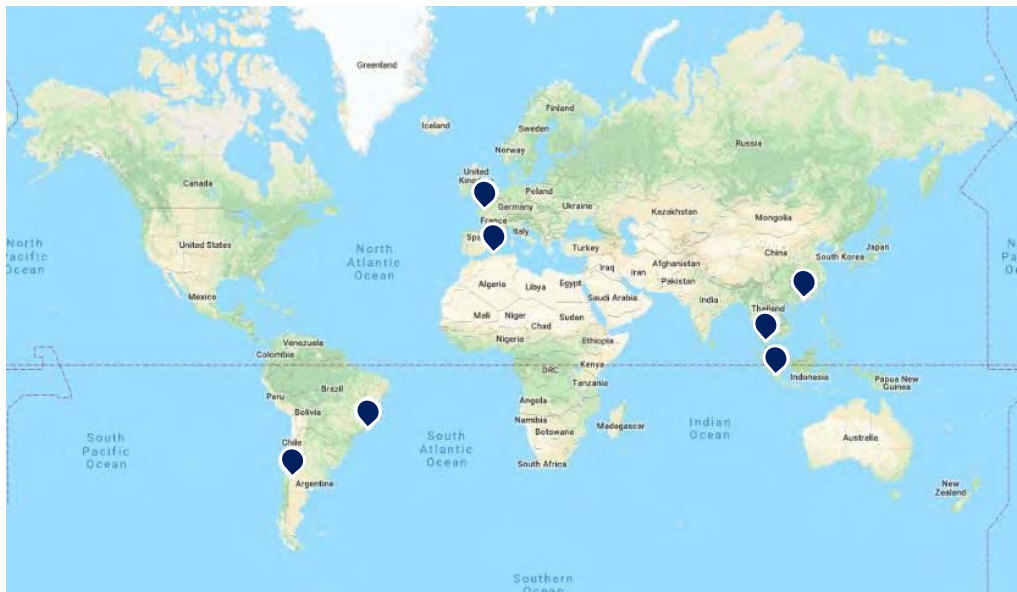 Greenland
Iceland
Finland
Sweden
Norway
Russia
United
Canada
Poland
Germany
Ukraine
Kazakhstan
Mongolia
France
Italy
United States
North
Atlantic
Ocean
Turkey
China
South Korea
Japan
Afghanistan
Iraq
Iran
Pakistan
Algeria
Libya
Egypt
Saudi Arabia
India
Mexico
Mali
Niger
Chad
Sudan
Thailand
Nigeria
Ethiopia
Venezuela
Colombia
DRC
Kenya
Tanzania
Indonesia
Papua New
Guinea
Brazil
Peru
Bolivia
Angola
Namibia
Botswana
Madagascar
Indian
Ocean
South
Pacific
Ocean
South
Atlantic
Ocean
Chile
Australia
South Africa
Argentina
New
Zealand
Southern
North